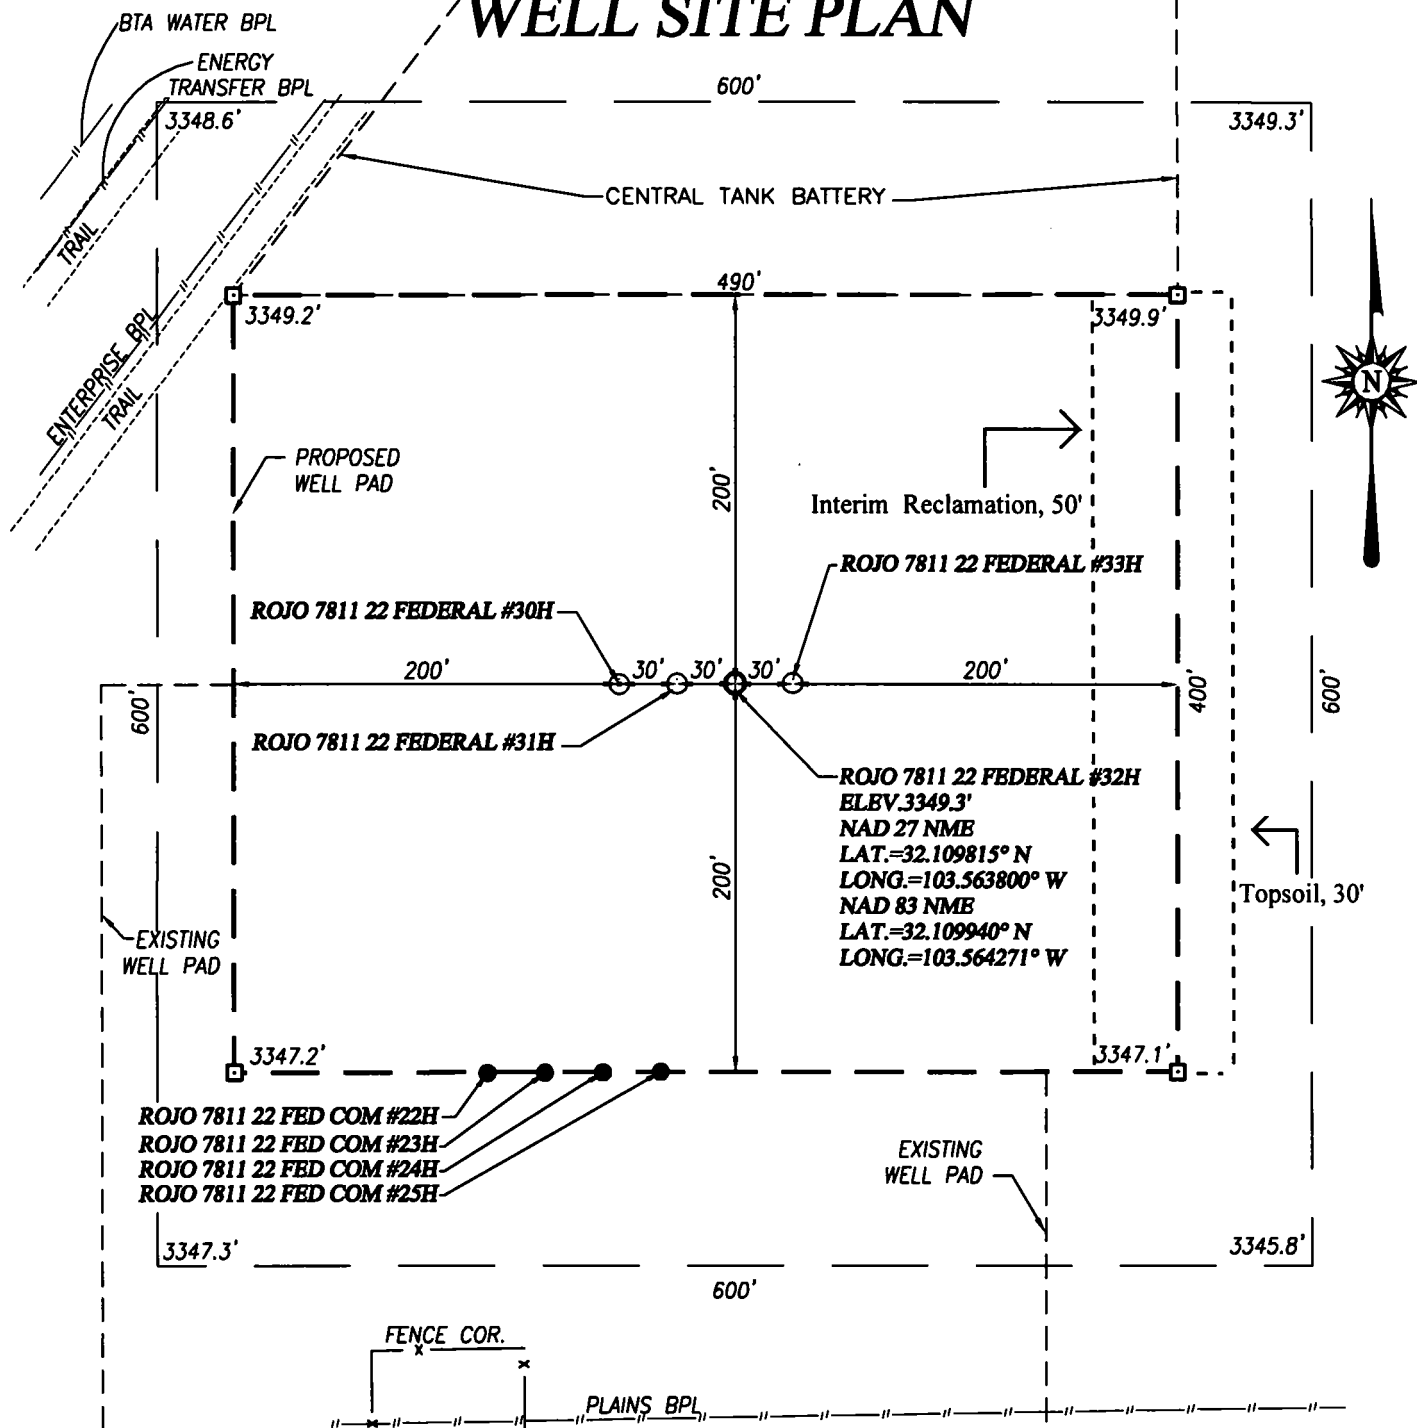 WELL SITE PLAN
BTA WATER BPL
ENERGY
TRANSFER BPL
600'
3348.6'
3349.3'
CENTRAL TANK BATTERY
TRAIL
490'
3349.2'
3349.9'
ENTERPRISE BPL
TRAIL
N
PROPOSED
WELL PAD
200'
Interim Reclamation, 50'
ROJO 7811 22 FEDERAL #33H
ROJO 7811 22 FEDERAL #30H
200'
30'
30'
30'
200'
600'
400'
600'
ROJO 7811 22 FEDERAL #31H
ROJO 7811 22 FEDERAL #32H
ELEV.3349.3'
NAD 27 NME
LAT.=32.109815° N
LONG.=103.563800° W
NAD 83 NME
LAT.=32.109940° N
LONG.=103.564271° W
200'
Topsoil, 30'
EXISTING
WELL PAD
3347.2'
3347.1'
ROJO 7811 22 FED COM #22H
ROJO 7811 22 FED COM #23H
ROJO 7811 22 FED COM #24H
ROJO 7811 22 FED COM #25H
EXISTING
WELL PAD
3347.3'
3345.8'
600'
FENCE COR.
PLAINS BPL